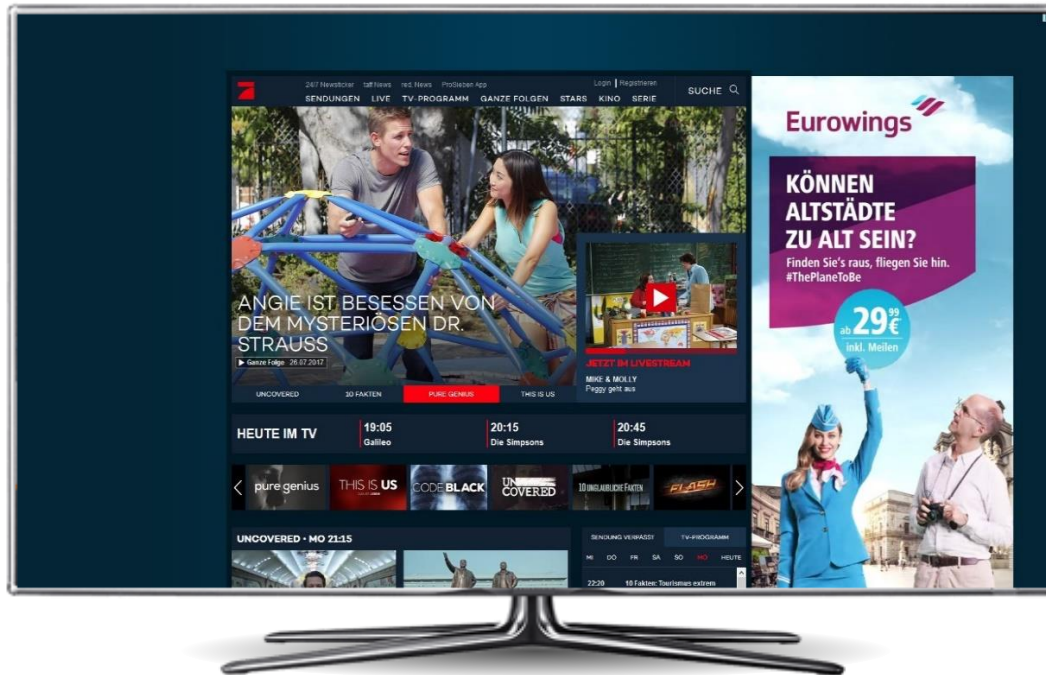 24/7 Newsticker taff News red. News ProSieben App Login | Registrieren
SENDUNGEN LIVE TV-PROGRAMM GANZE FOLGEN STARS KINO SERIE SUCHE
ANGIE IST BESESSEN VON
DEM MYSTERIÖSEN DR.
STRAUSS
Ganze Folge 26.07.2017
JETZT IM LIVESTREAM
MIKE & MOLLY
Peggy geht aus
UNCOVERED 10 FAKTEN PURE GENIUS THIS IS US
HEUTE IM TV
19:05
Galileo
20:15
Die Simpsons
20:45
Die Simpsons
pure genius
THIS IS US
CODE BLACK
UNCOVERED
10 UNGLAUBLICHE FAKTEN
FLASH
UNCOVERED • MO 21:15
SENDUNG VERPASST TV-PROGRAMM
MI DO FR SA SO MO HEUTE
22:20 10 Fakten: Tourismus extrem
Eurowings
KÖNNEN
ALTSTÄDTE
ZU ALT SEIN?
Finden Sie's raus, fliegen Sie hin.
#ThePlaneToBe
ab 29,99 €
inkl. Meilen